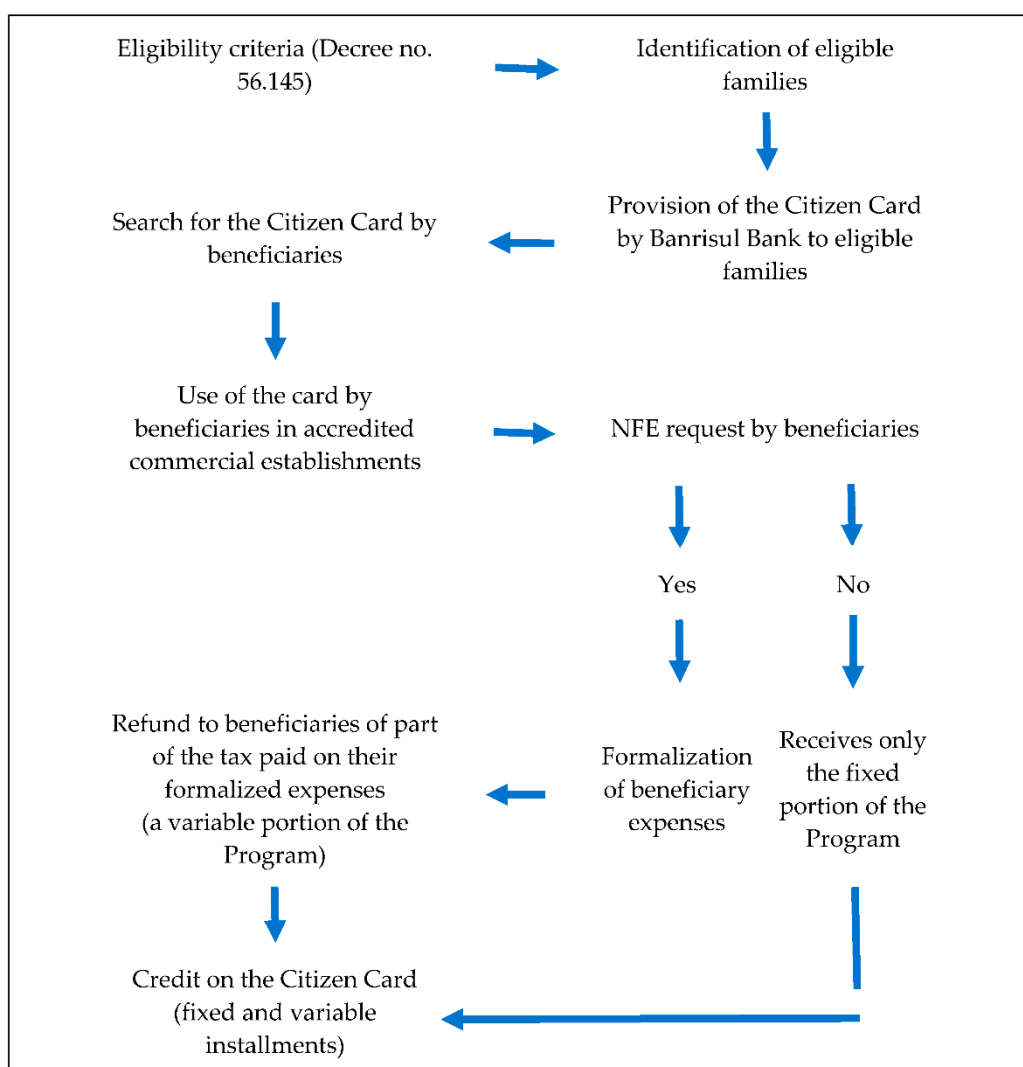 Eligibility criteria (Decree no.
56.145)
Identification of eligible
families
Provision of the Citizen Card
by Banrisul Bank to eligible
families
Search for the Citizen Card by
beneficiaries
Use of the card by
beneficiaries in accredited
commercial establishments
NFE request by beneficiaries
Yes
No
Formalization
of beneficiary
expenses
Receives only
the fixed
portion of the
Program
Refund to beneficiaries of part
of the tax paid on their
formalized expenses
(a variable portion of the
Program)
Credit on the Citizen Card
(fixed and variable
installments)